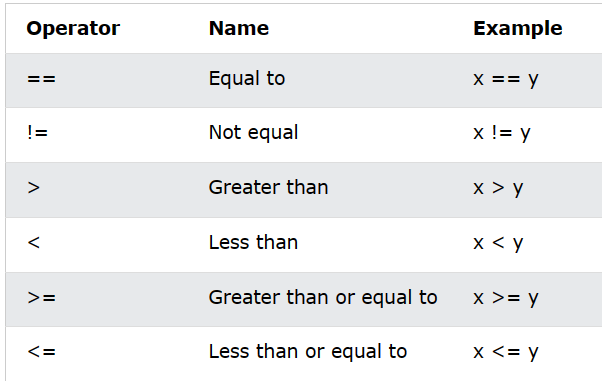 Operator Name Example
== Equal to x == y
!= Not equal x != y
> Greater than x > y
< Less than x < y
>= Greater than or equal to x >= y
<= Less than or equal to x <= y